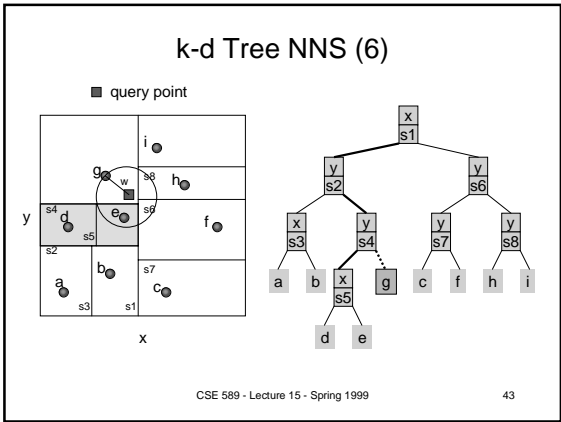 k-d Tree NNS (6)
query point
x
s1
y
s2
y
s6
x
s3
y
s4
y
s7
y
s8
a
b
x
s5
g
c
f
h
i
d
e
i
g
w
s8
h
s4
d
e
s6
f
y
s5
s2
b
s7
a
c
s3
s1
x
CSE 589 - Lecture 15 - Spring 1999
43